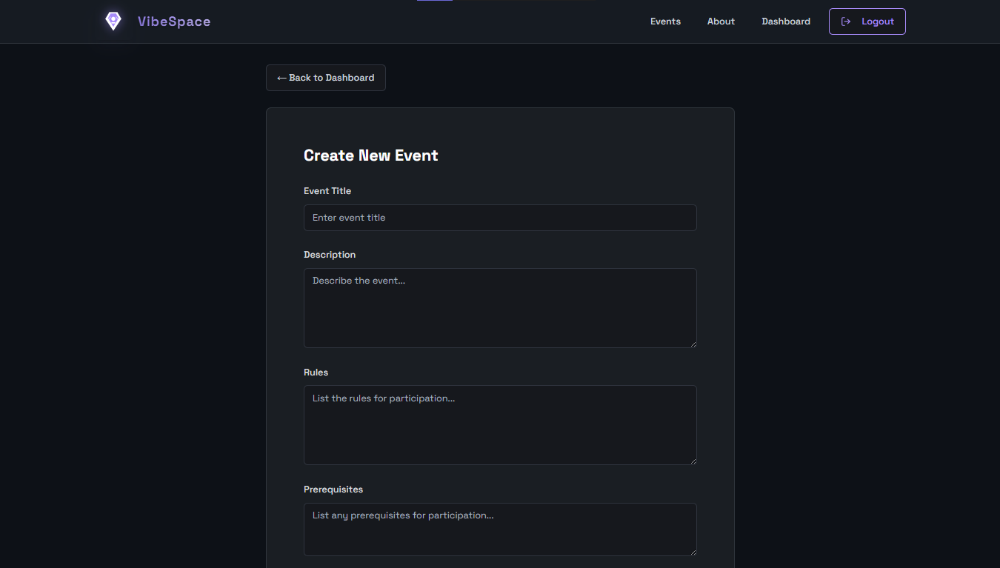 VibeSpace
Events
About
Dashboard
Logout
← Back to Dashboard
Create New Event
Event Title
Enter event title
Description
Describe the event...
Rules
List the rules for participation...
Prerequisites
List any prerequisites for participation...